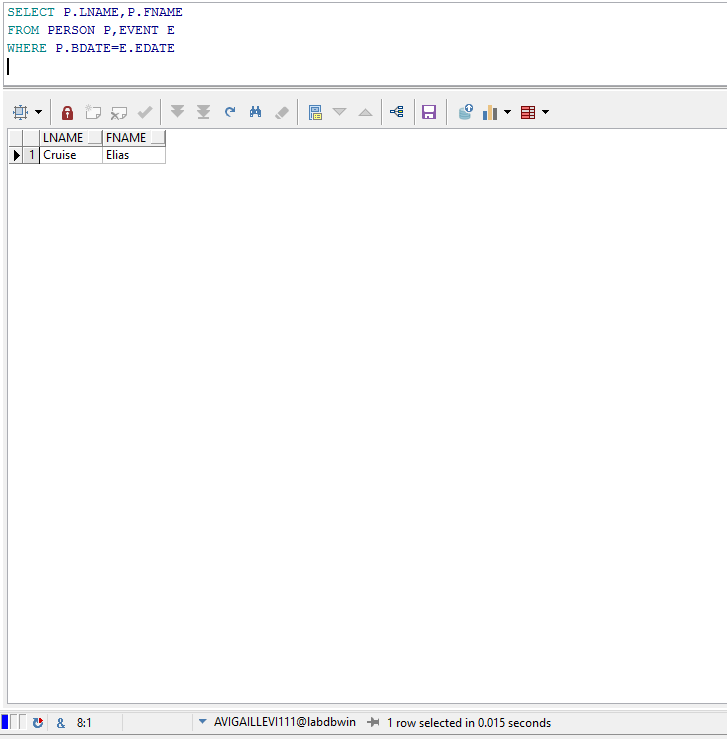 SELECT P.LNAME,P.FNAME
FROM PERSON P,EVENT E
WHERE P.BDATE=E.EDATE
LNAME FNAME
1 Cruise Elias
& 8:1 AVIGAILLEVI111@labdbwin 1 row selected in 0.015 seconds